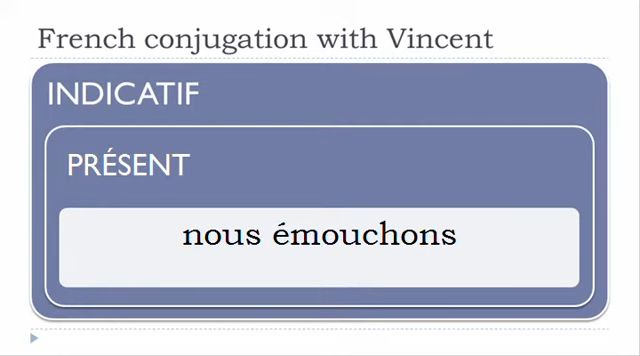 French conjugation with Vincent
INDICATIF
PRÉSENT
nous émouchons